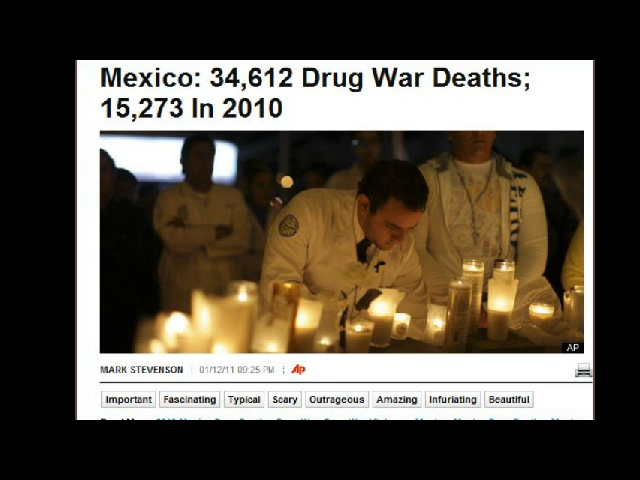 Mexico: 34,612 Drug War Deaths;
15,273 In 2010
AP
MARK STEVENSON 01/12/11 09:25 PM AP
Important Fascinating Typical Scary Outrageous Amazing Infuriating Beautiful